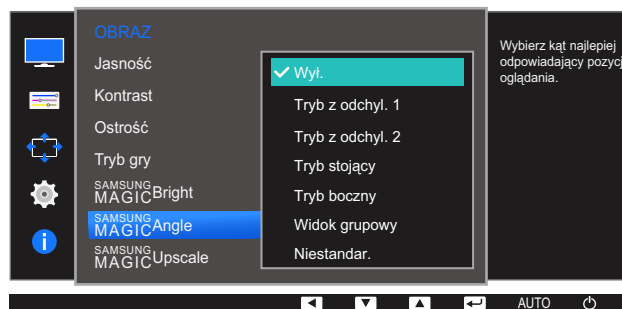 OBRAZ
Jasność
Kontrast
Ostrość
Tryb gry
SAMSUNG
MAGICBright
SAMSUNG
MAGICAngle
SAMSUNG
MAGICUpscale
Wył.
Tryb z odchyl. 1
Tryb z odchyl. 2
Tryb stojący
Tryb boczny
Widok grupowy
Niestandar.
Wybierz kąt najlepiej
odpowiadający pozycj
oglądania.
AUTO